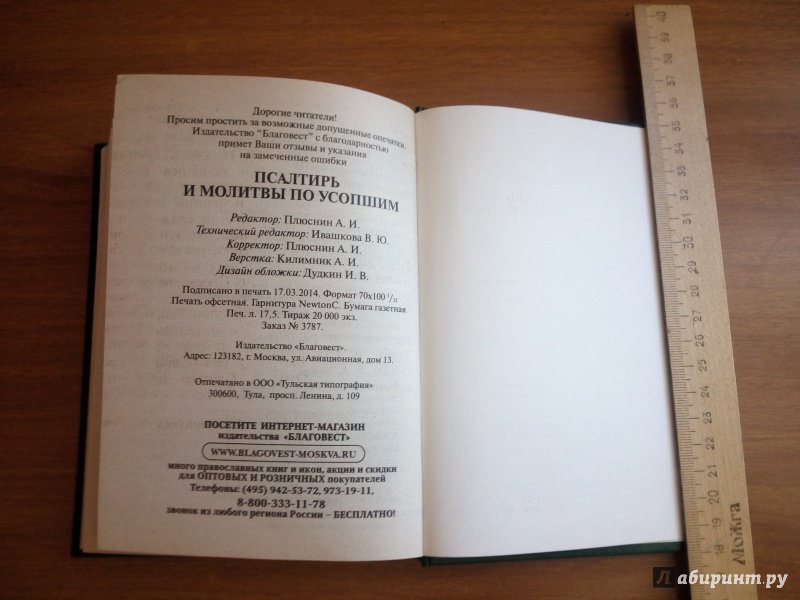 Дорогие читатели!
Просим простить за возможные допущенные опечатки.
Издательство "Благовест" с благодарностью
примет Ваши отзывы и указания
на замеченные ошибки
ПСАЛТИРЬ
И МОЛИТВЫ ПО УСОПШИМ
Редактор: Плюснин А. И.
Технический редактор: Ивашкова В. Ю.
Корректор: Плюснин А. И.
Верстка: Килимник А. И.
Дизайн обложки: Дудкин И. В.
Подписано в печать 17.03.2014. Формат 70х100 1/32
Печать офсетная. Гарнитура NewtonC. Бумага газетная
Печ. л. 17,5. Тираж 20 000 экз.
Заказ № 3787.
Издательство «Благовест».
Адрес: 123182, г. Москва, ул. Авиационная, дом 13.
Отпечатано в ООО «Тульская типография»
300600, Тула, просп. Ленина, д. 109
ПОСЕТИТЕ ИНТЕРНЕТ-МАГАЗИН
издательства «БЛАГОВЕСТ»
WWW.BLAGOVEST-MOSKVA.RU
много православных книг и икон, акции и скидки
для ОПТОВЫХ И РОЗНИЧНЫХ покупателей
Телефоны: (495) 942-53-72, 973-19-11,
8-800-333-11-78
звонок из любого региона России – БЕСПЛАТНО!
Можга
Лабиринт.ру